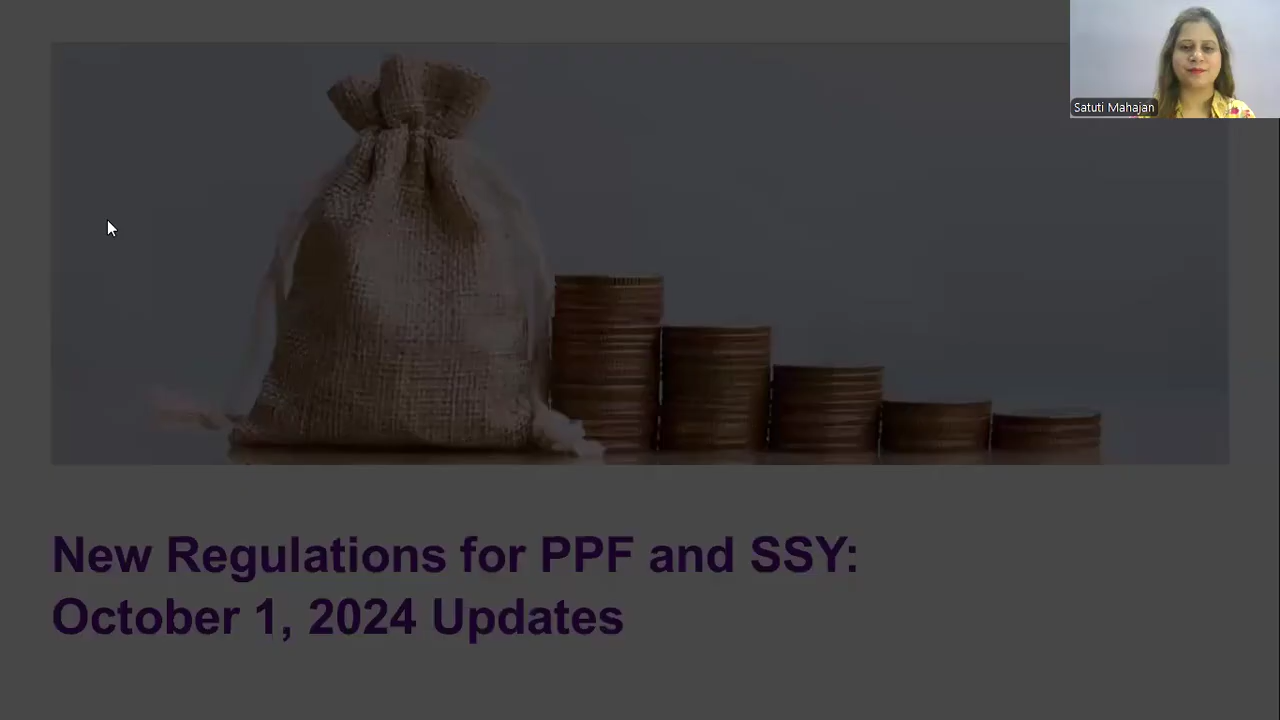 Satuti Mahajan
New Regulations for PPF and SSY:
October 1, 2024 Updates